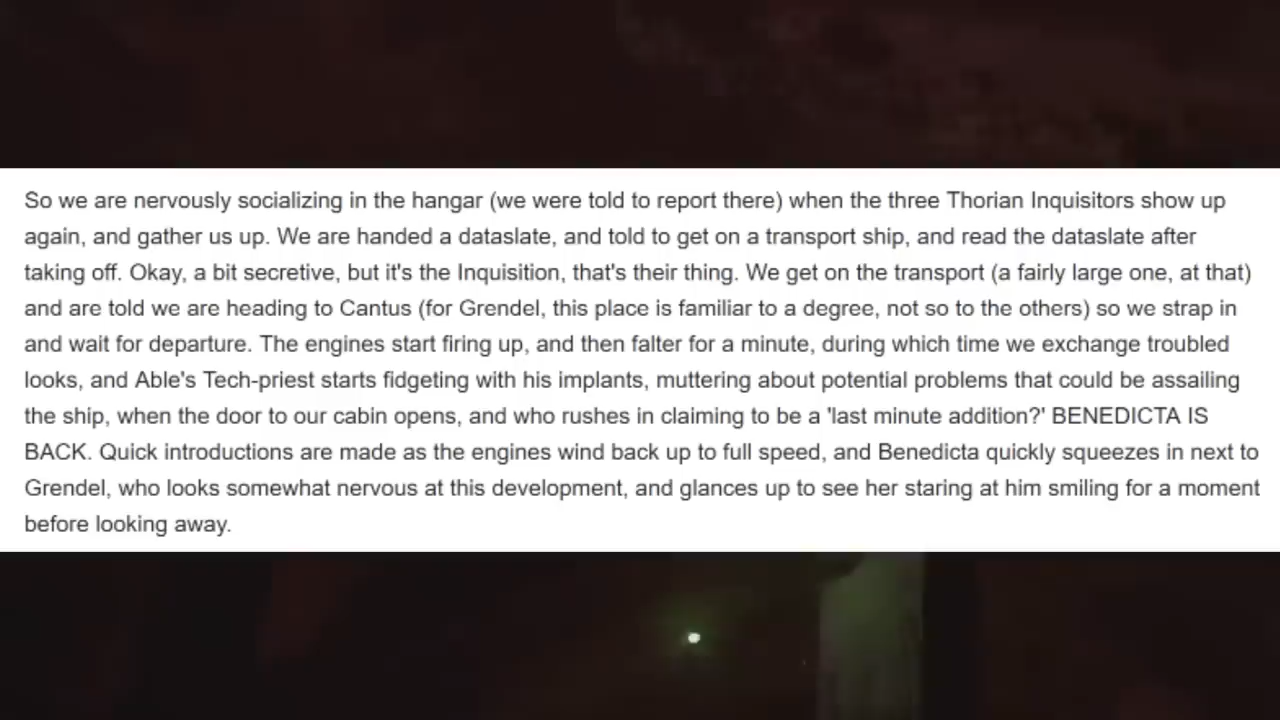 So we are nervously socializing in the hangar (we were told to report there) when the three Thorian Inquisitors show up
again, and gather us up. We are handed a dataslate, and told to get on a transport ship, and read the dataslate after
taking off. Okay, a bit secretive, but it's the Inquisition, that's their thing. We get on the transport (a fairly large one, at that)
and are told we are heading to Cantus (for Grendel, this place is familiar to a degree, not so to the others) so we strap in
and wait for departure. The engines start firing up, and then falter for a minute, during which time we exchange troubled
looks, and Able's Tech-priest starts fidgeting with his implants, muttering about potential problems that could be assailing
the ship, when the door to our cabin opens, and who rushes in claiming to be a 'last minute addition?' BENEDICTA IS
BACK. Quick introductions are made as the engines wind back up to full speed, and Benedicta quickly squeezes in next to
Grendel, who looks somewhat nervous at this development, and glances up to see her staring at him smiling for a moment
before looking away.